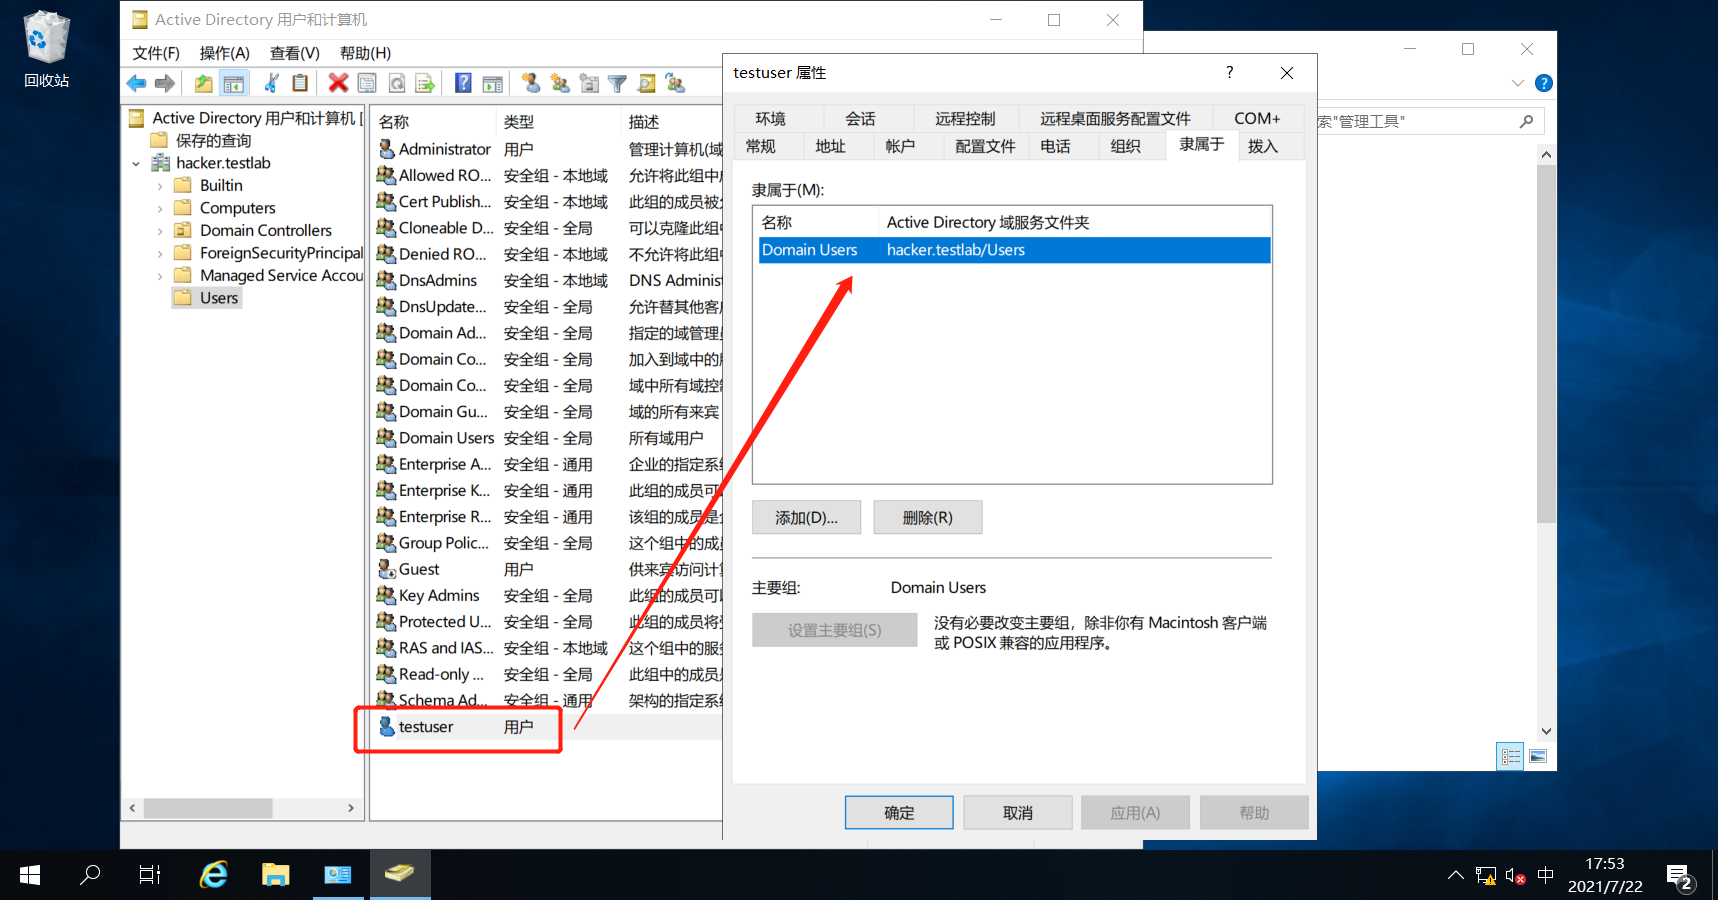 回收站
Active Directory 用户和计算机
文件(F) 操作(A) 查看(V) 帮助(H)
Active Directory 用户和计算机 [
保存的查询
hacker.testlab
Builtin
Computers
Domain Controllers
ForeignSecurityPrincipal
Managed Service Accou
Users
名称 类型 描述
Administrator 用户 管理计算机(域
Allowed RO... 安全组 - 本地域 允许将此组中
Cert Publish... 安全组 - 本地域 此组的成员被
Cloneable D... 安全组 - 全局 可以克隆此组
Denied RO... 安全组 - 本地域 不允许将此组
DnsAdmins 安全组 - 本地域 DNS Adminis
DnsUpdate... 安全组 - 全局 允许替其他客
Domain Ad... 安全组 - 全局 指定的域管理
Domain Co... 安全组 - 全局 加入到域中的
Domain Co... 安全组 - 全局 域中所有域控
Domain Gu... 安全组 - 全局 域的所有来宾
Domain Users 安全组 - 全局 所有域用户
Enterprise A... 安全组 - 通用 企业的指定系
Enterprise K... 安全组 - 通用 此组的成员可
Enterprise R... 安全组 - 通用 该组的成员是
Group Polic... 安全组 - 全局 这个组中的成
Guest 用户 供来宾访问计
Key Admins 安全组 - 全局 此组的成员可
Protected U... 安全组 - 全局 此组的成员将
RAS and IAS... 安全组 - 本地域 这个组中的服
Read-only ... 安全组 - 全局 此组中的成员
Schema Ad... 安全组 - 通用 架构的指定系
testuser 用户
testuser 属性
?
环境 会话 远程控制 远程桌面服务配置文件 COM+
常规 地址 帐户 配置文件 电话 组织 隶属于 拨入
隶属于(M):
名称 Active Directory 域服务文件夹
Domain Users hacker.testlab/Users
添加(D)... 删除(R)
主要组: Domain Users
设置主要组(S)
没有必要改变主要组，除非你有 Macintosh 客户端
或 POSIX 兼容的应用程序。
确定 取消 应用(A) 帮助
?
索"管理工具"
中
17:53
2021/7/22
2